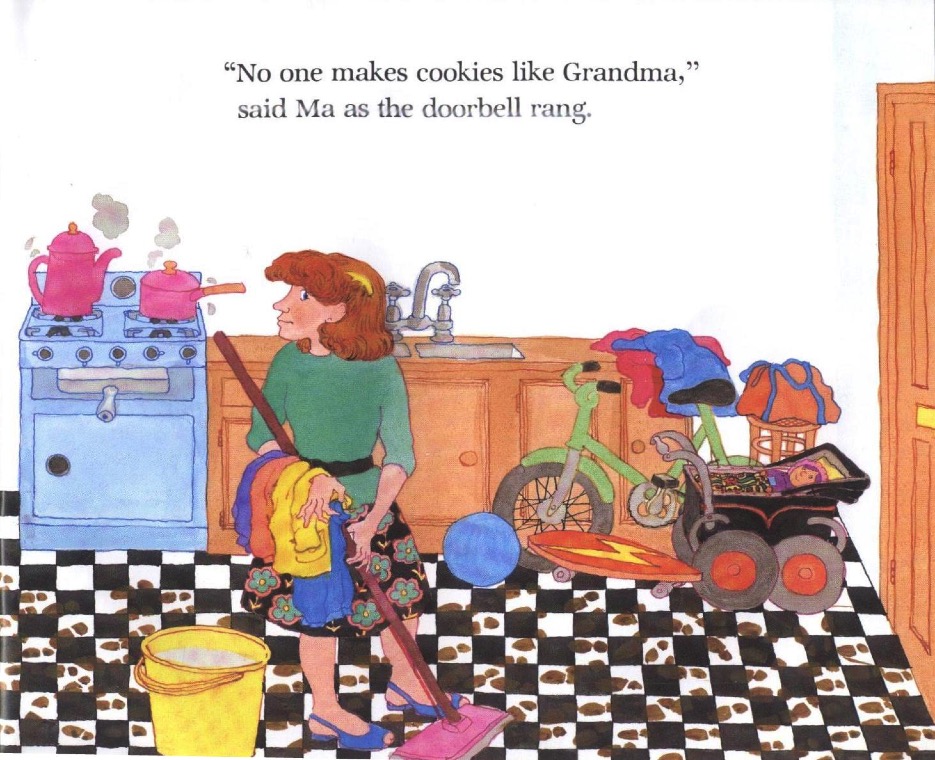 “No one makes cookies like Grandma,”
said Ma as the doorbell rang.